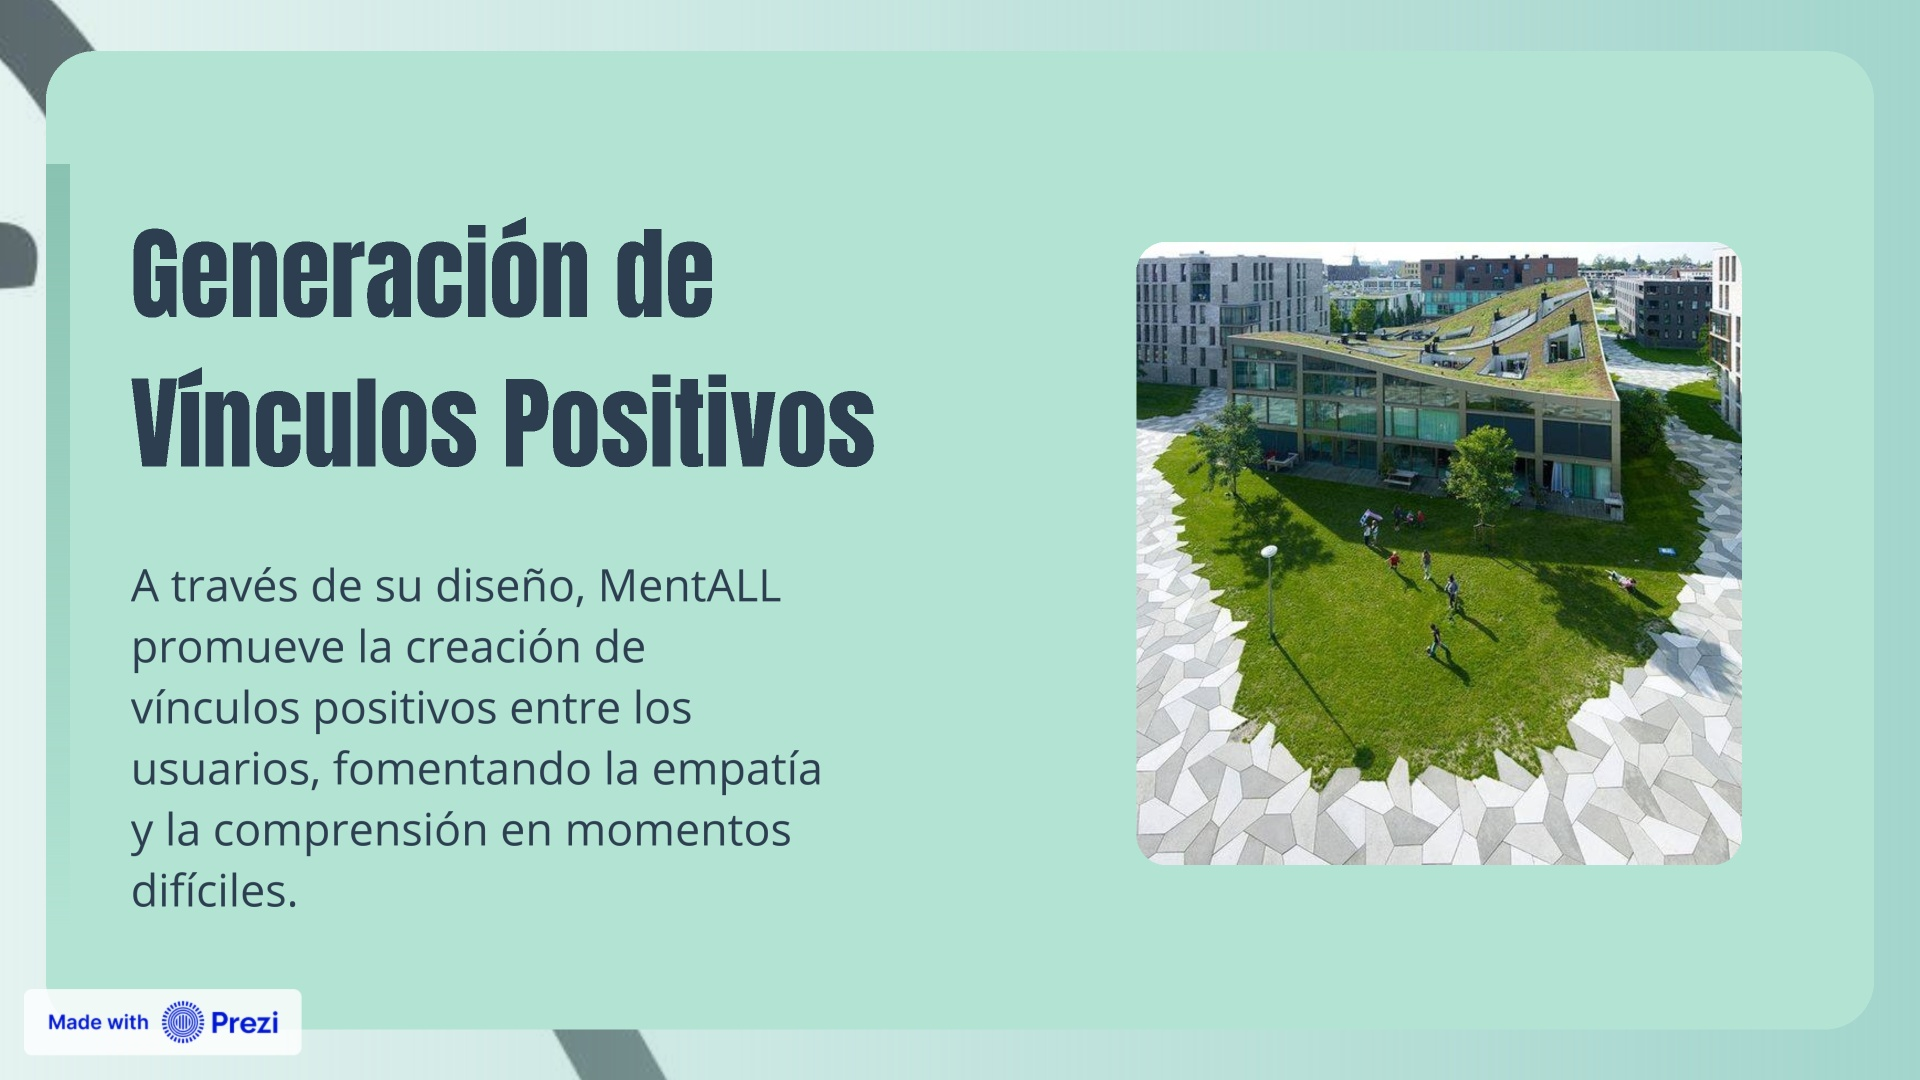 Generación de
Vínculos Positivos
A través de su diseño, MentALL
promueve la creación de
vínculos positivos entre los
usuarios, fomentando la empatía
y la comprensión en momentos
difíciles.
Made with Prezi